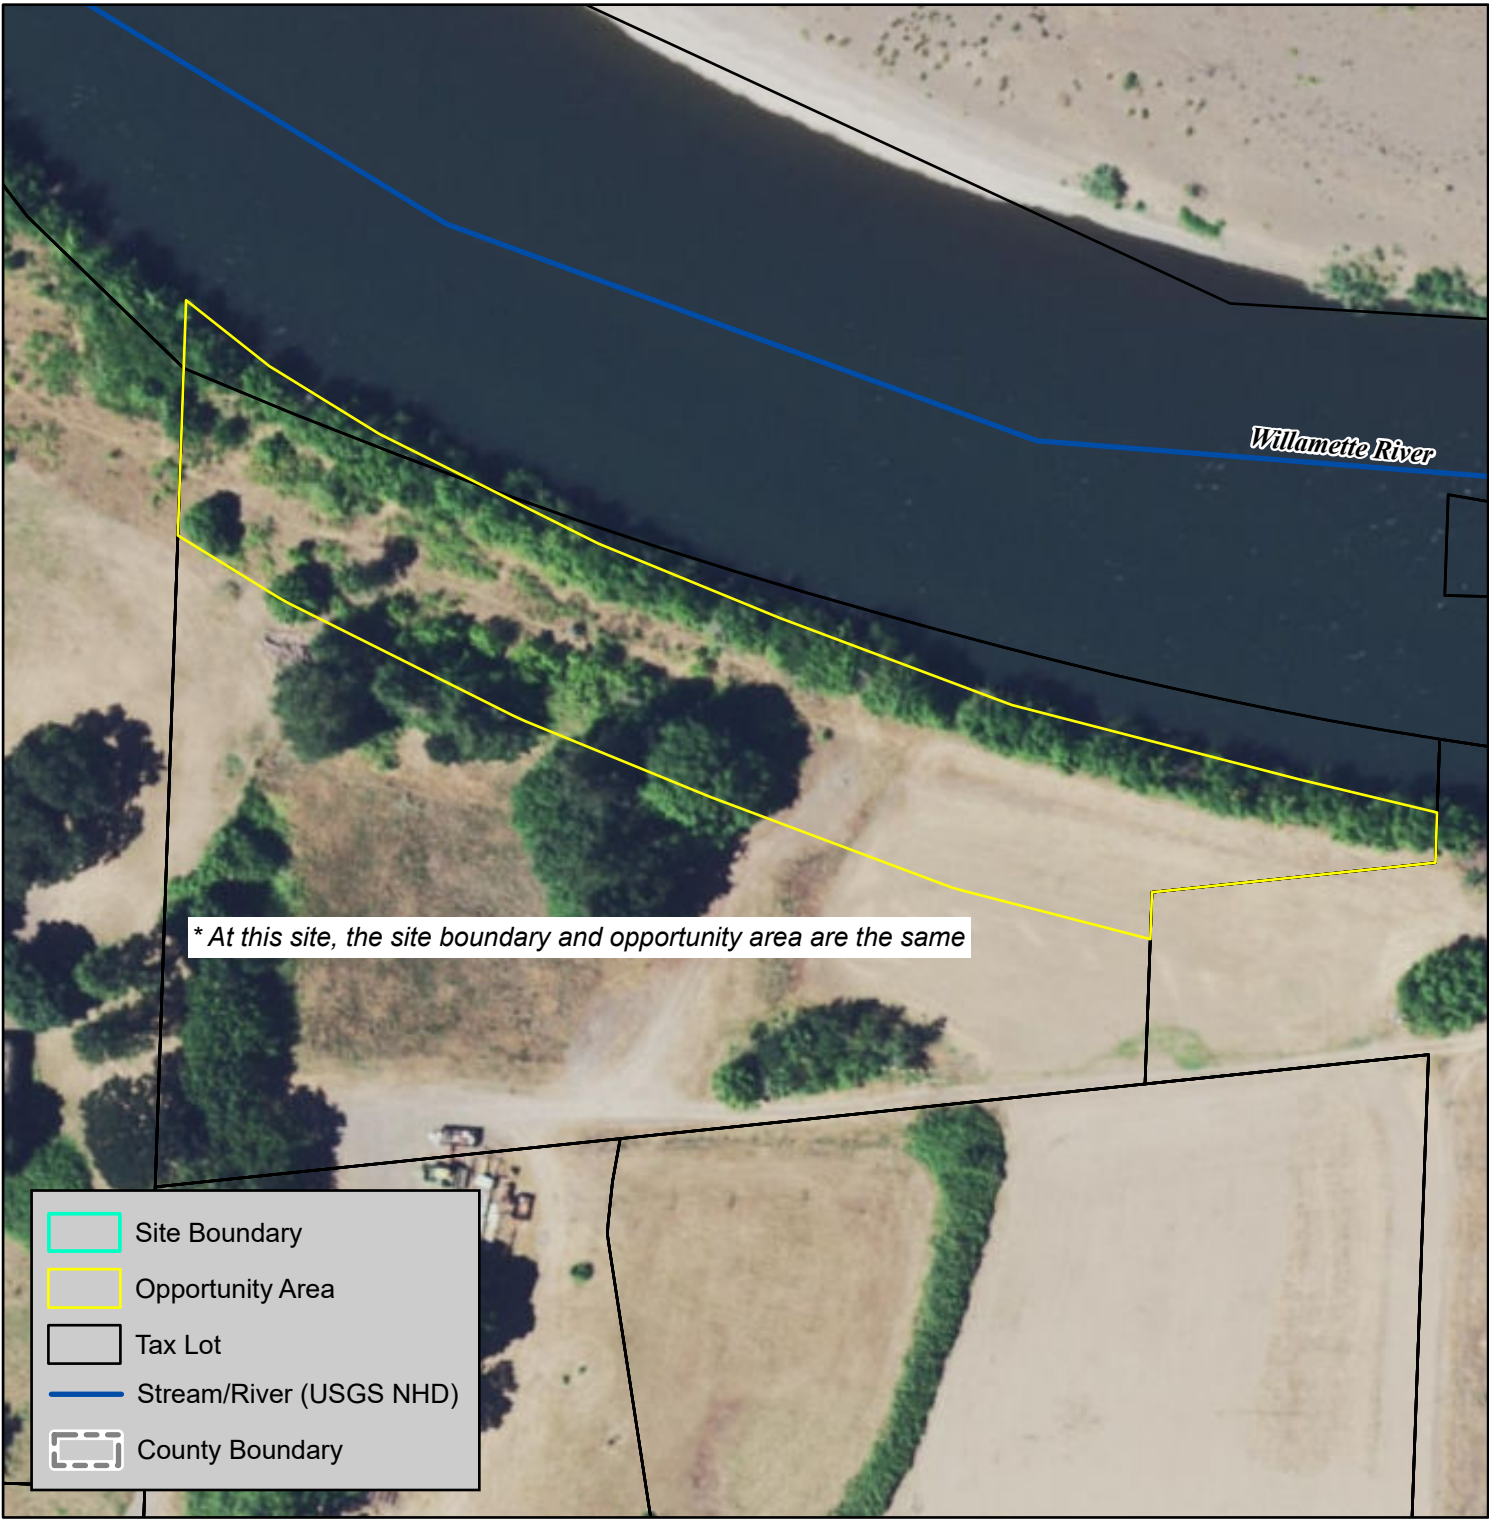 Willamette River
* At this site, the site boundary and opportunity area are the same
Site Boundary
Opportunity Area
Tax Lot
Stream/River (USGS NHD)
County Boundary